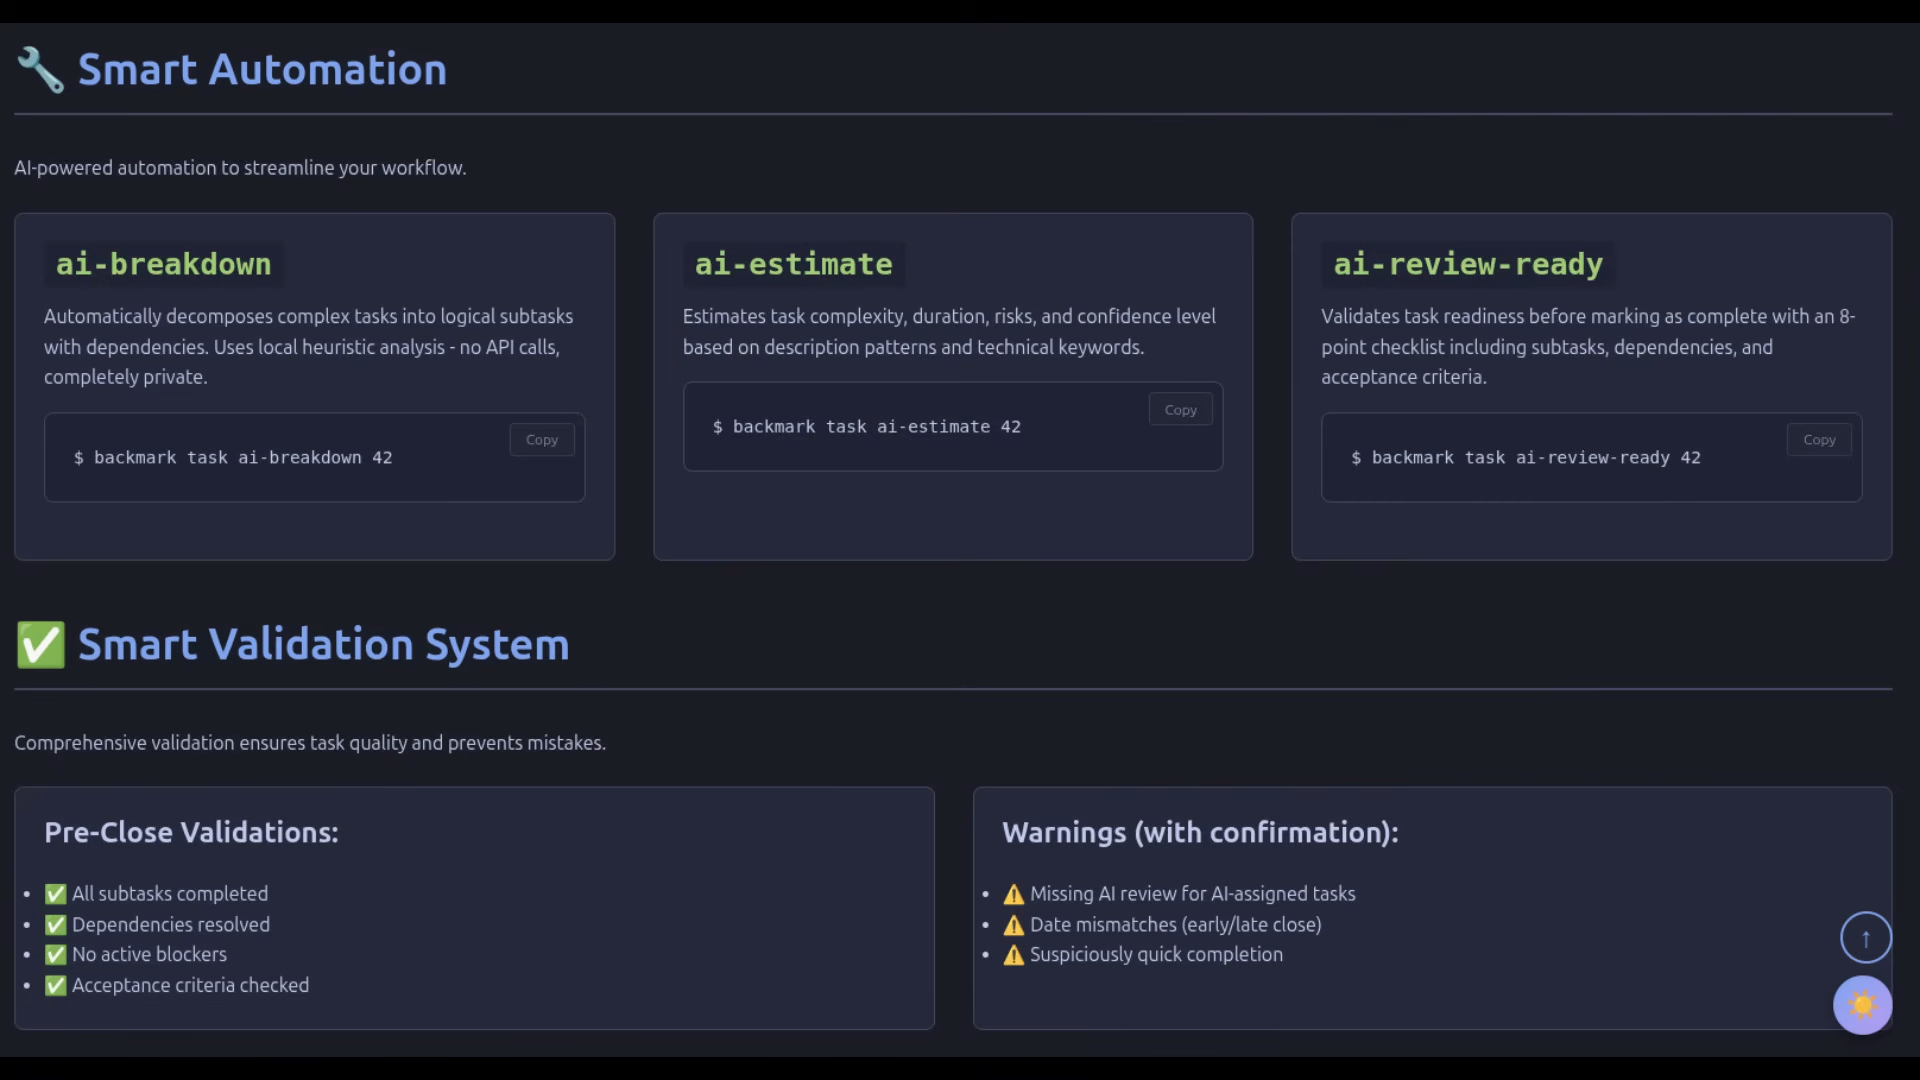 Smart Automation
AI-powered automation to streamline your workflow.
ai-breakdown
Automatically decomposes complex tasks into logical subtasks
with dependencies. Uses local heuristic analysis - no API calls,
completely private.
Copy
$ backmark task ai-breakdown 42
ai-estimate
Estimates task complexity, duration, risks, and confidence level
based on description patterns and technical keywords.
Copy
$ backmark task ai-estimate 42
ai-review-ready
Validates task readiness before marking as complete with an 8-
point checklist including subtasks, dependencies, and
acceptance criteria.
Copy
$ backmark task ai-review-ready 42
✅ Smart Validation System
Comprehensive validation ensures task quality and prevents mistakes.
Pre-Close Validations:
• ✅ All subtasks completed
• ✅ Dependencies resolved
• ✅ No active blockers
• ✅ Acceptance criteria checked
Warnings (with confirmation):
• ⚠️ Missing AI review for AI-assigned tasks
• ⚠️ Date mismatches (early/late close)
• ⚠️ Suspiciously quick completion
↑